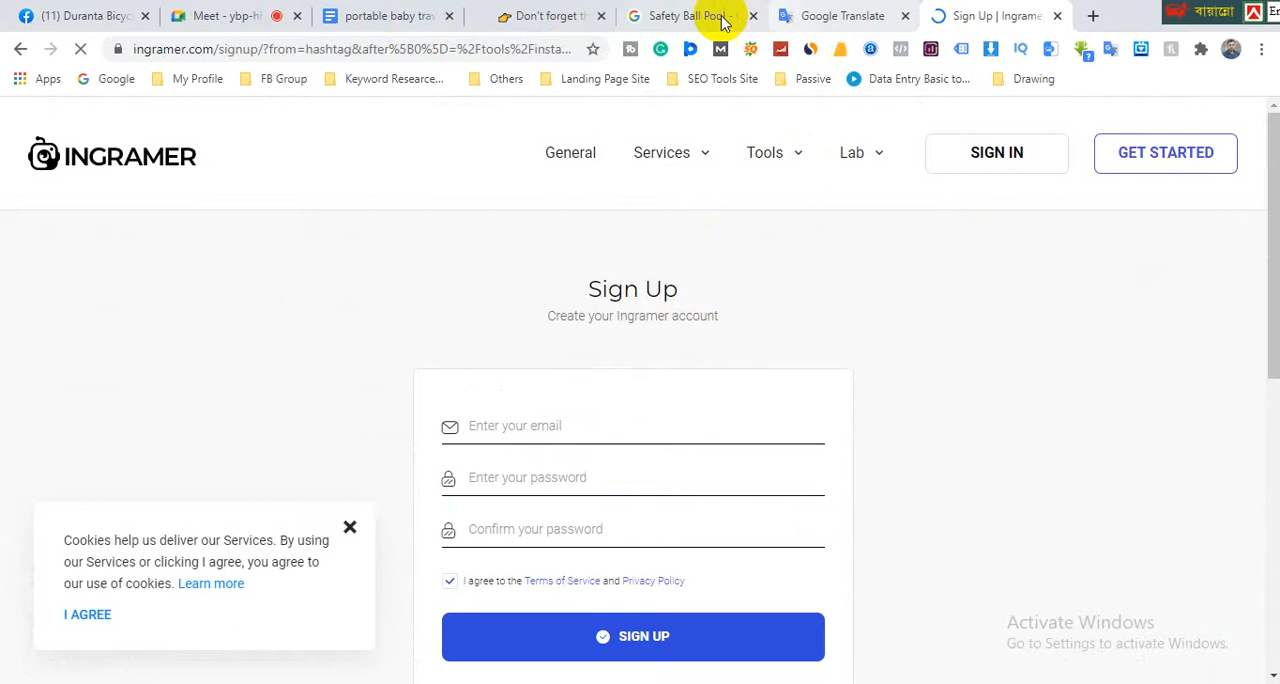 (11) Duranta Bicyc
Meet - ybp-hh
portable baby trav
Don't forget th
Safety Ball Poo
Google Translate
Sign Up | Ingrame
বায়ান্নো
En
ingramer.com/signup/?from=hashtag&after%5B0%5D=%2Ftools%2Finsta...
Apps
Google
My Profile
FB Group
Keyword Researce...
Others
Landing Page Site
SEO Tools Site
Passive
Data Entry Basic to...
Drawing
INGRAMER
General
Services
Tools
Lab
SIGN IN
GET STARTED
Sign Up
Create your Ingramer account
Enter your email
Enter your password
Confirm your password
I agree to the Terms of Service and Privacy Policy
SIGN UP
Cookies help us deliver our Services. By using
our Services or clicking I agree, you agree to
our use of cookies. Learn more
I AGREE
Activate Windows
Go to Settings to activate Windows.